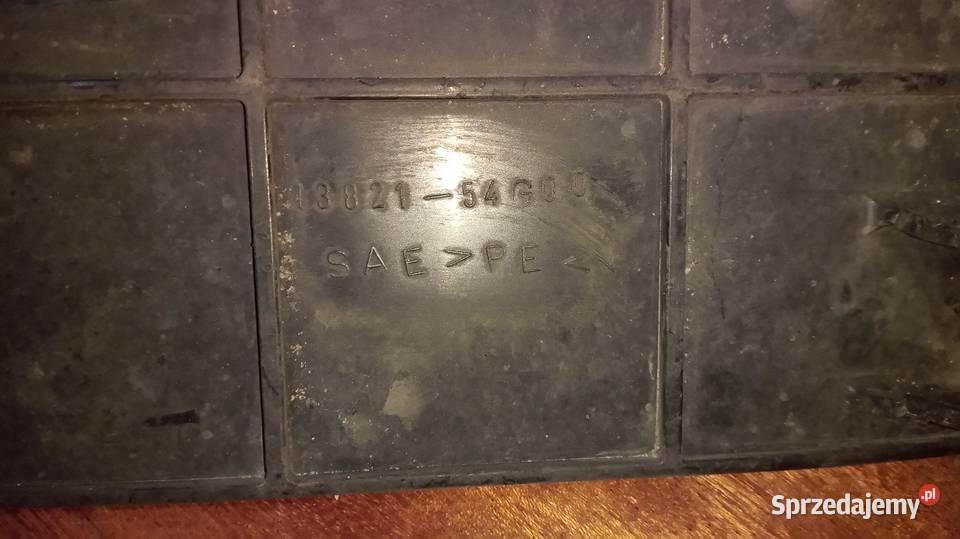 13821-54G00
SAE >PE<
Sprzedajemy.pl